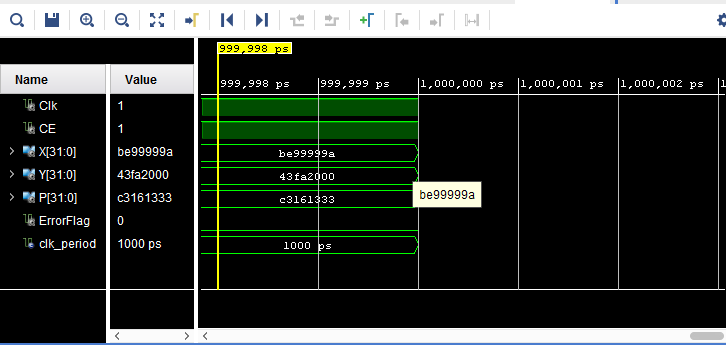 999,998 ps
Name
Value
999,998 ps
999,999 ps
1,000,000 ps
1,000,001 ps
1,000,002 ps
1
Clk
1
CE
1
X[31:0]
be99999a
be99999a
Y[31:0]
43fa2000
43fa2000
P[31:0]
c3161333
c3161333
be99999a
ErrorFlag
0
clk_period
1000 ps
1000 ps